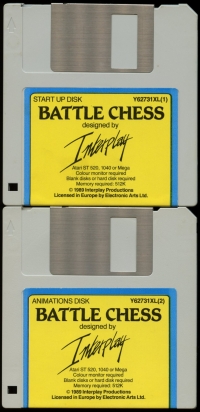 START UP DISK Y62731XL(1)
BATTLE CHESS
designed by
Interplay
Atari ST 520, 1040 or Mega
Colour monitor required
Blank disks or hard disk required
Memory required: 512K
© 1989 Interplay Productions
Licensed in Europe by Electronic Arts Ltd.
ANIMATIONS DISK Y62731XL(2)
BATTLE CHESS
designed by
Interplay
Atari ST 520, 1040 or Mega
Colour monitor required
Blank disks or hard disk required
Memory required: 512K
© 1989 Interplay Productions
Licensed in Europe by Electronic Arts Ltd.